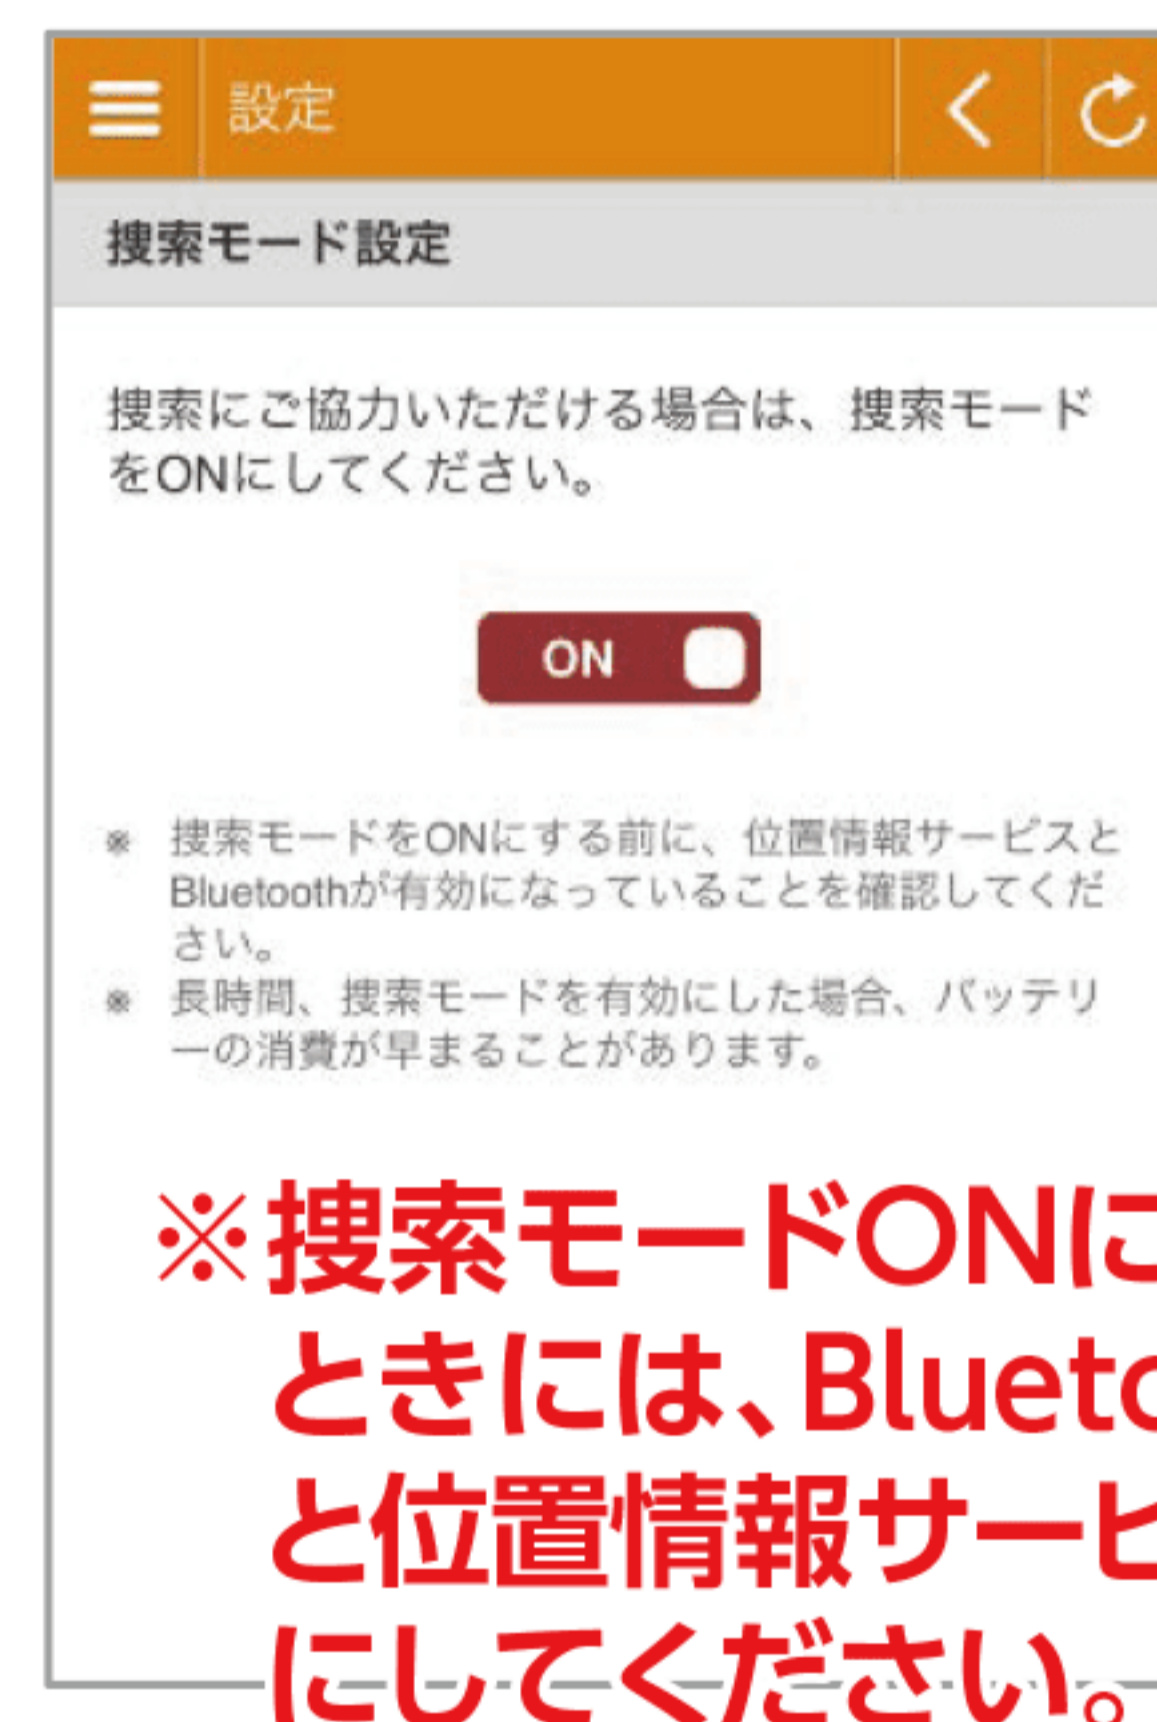 設定
捜索モード設定
捜索にご協力いただける場合は、捜索モード
をONにしてください。
ON
※ 捜索モードをONにする前に、位置情報サービスと
Bluetoothが有効になっていることを確認してくだ
さい。
※ 長時間、捜索モードを有効にした場合、バッテリ
ーの消費が早まることがあります。
※捜索モードONに
ときには、Blueto
と位置情報サービ
にしてください。